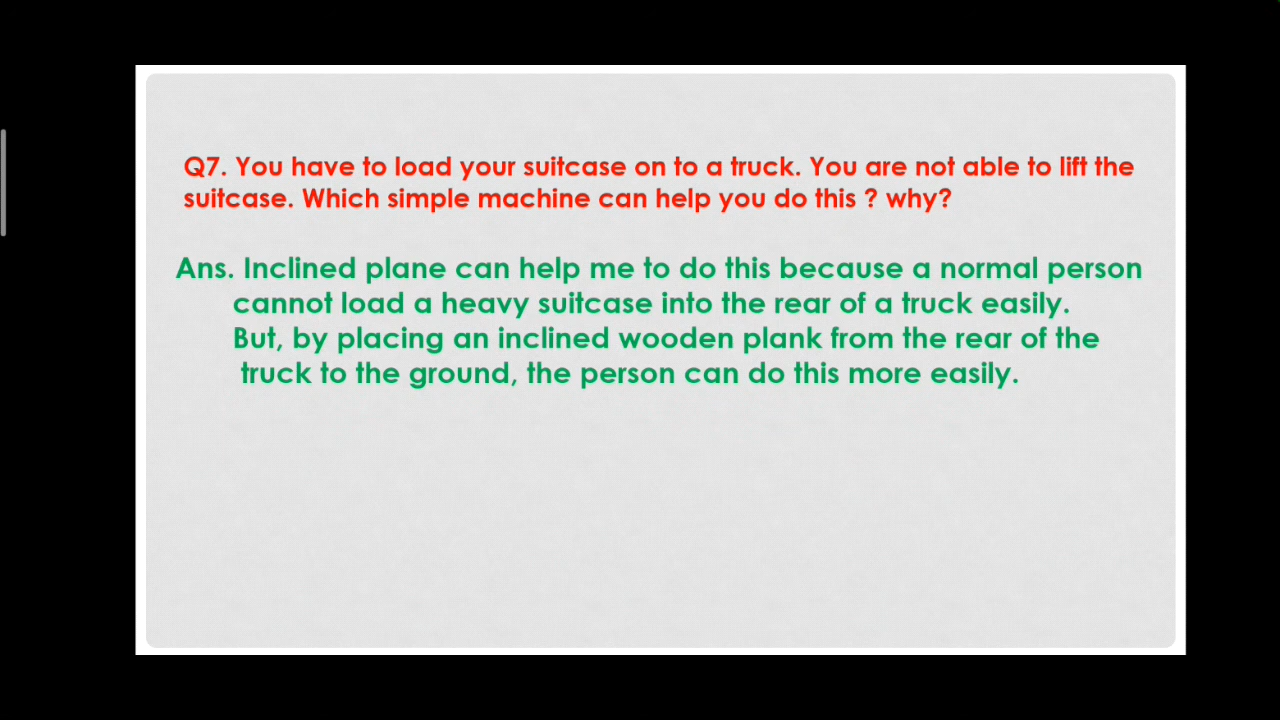 Q7. You have to load your suitcase on to a truck. You are not able to lift the
suitcase. Which simple machine can help you do this ? why?
Ans. Inclined plane can help me to do this because a normal person
cannot load a heavy suitcase into the rear of a truck easily.
But, by placing an inclined wooden plank from the rear of the
truck to the ground, the person can do this more easily.